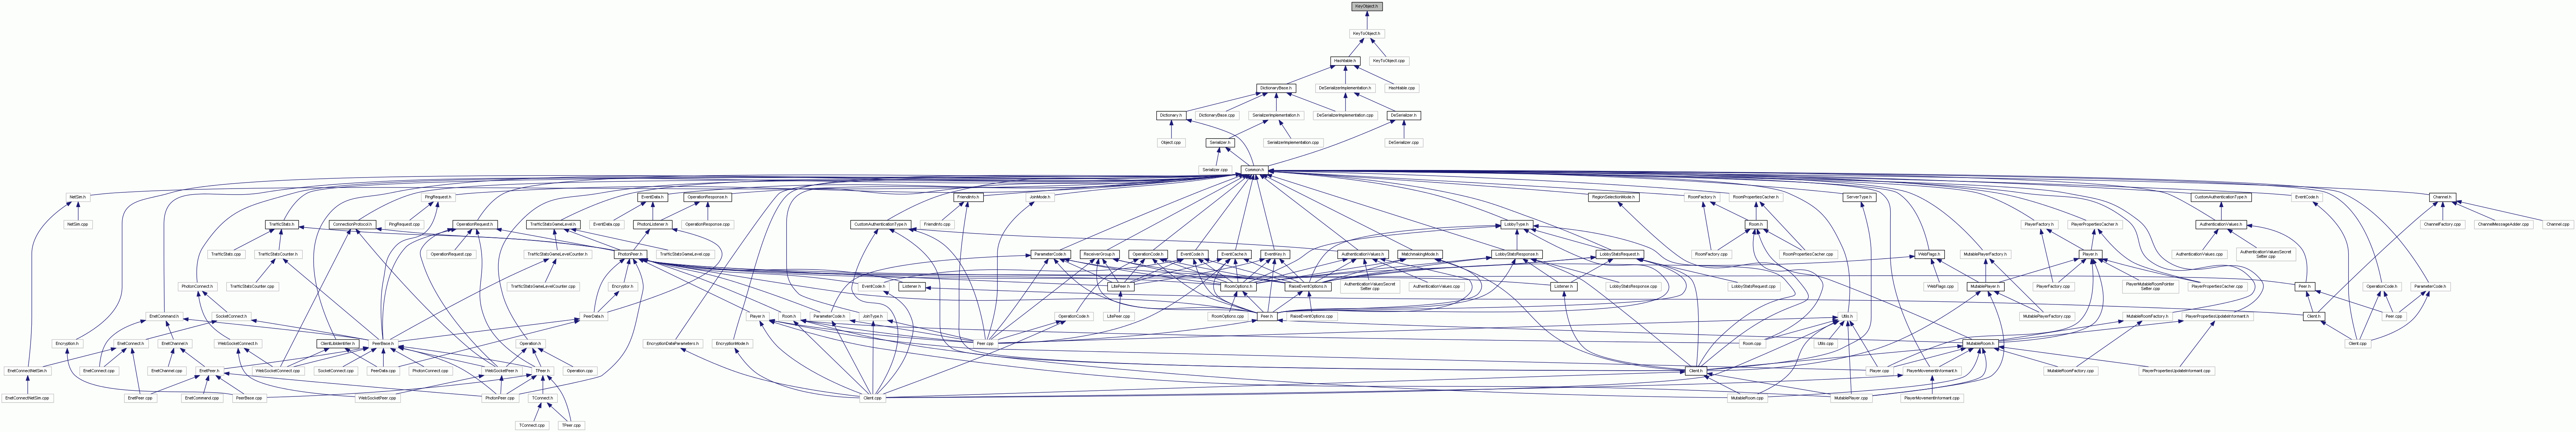 KeyObject.h
KeyToObject.h
Hashtable.h
KeyToObject.cpp
DictionaryBase.h
DeSerializerImplementation.h
Hashtable.cpp
Dictionary.h
DictionaryBase.cpp
SerializerImplementation.h
DeSerializerImplementation.cpp
DeSerializer.h
Object.cpp
Serializer.h
SerializerImplementation.cpp
DeSerializer.cpp
Serializer.cpp
Common.h
NetSim.h
PingRequest.h
EventData.h
OperationResponse.h
FriendInfo.h
JoinMode.h
RegionSelectionMode.h
RoomFactory.h
RoomPropertiesCacher.h
ServerType.h
CustomAuthenticationType.h
EventCode.h
Channel.h
NetSim.cpp
TrafficStats.h
ConnectionProtocol.h
PingRequest.cpp
OperationRequest.h
TrafficStatsGameLevel.h
EventData.cpp
PhotonListener.h
OperationResponse.cpp
CustomAuthenticationType.h
FriendInfo.cpp
LobbyType.h
Room.h
PlayerFactory.h
PlayerPropertiesCacher.h
AuthenticationValues.h
ChannelFactory.cpp
ChannelMessageAdder.cpp
Channel.cpp
TrafficStats.cpp
TrafficStatsCounter.h
OperationRequest.cpp
TrafficStatsGameLevelCounter.h
PhotonPeer.h
TrafficStatsGameLevel.cpp
ParameterCode.h
ReceiverGroup.h
OperationCode.h
EventCode.h
EventCache.h
EventKey.h
AuthenticationValues.h
MatchmakingMode.h
LobbyStatsResponse.h
LobbyStatsRequest.h
RoomFactory.cpp
RoomPropertiesCacher.cpp
WebFlags.h
MutablePlayerFactory.h
Player.h
AuthenticationValues.cpp
AuthenticationValuesSecret
Setter.cpp
PhotonConnect.h
TrafficStatsCounter.cpp
TrafficStatsGameLevelCounter.cpp
Encryptor.h
EventCode.h
Listener.h
LitePeer.h
RoomOptions.h
RaiseEventOptions.h
AuthenticationValuesSecret
Setter.cpp
AuthenticationValues.cpp
Listener.h
LobbyStatsResponse.cpp
LobbyStatsRequest.cpp
WebFlags.cpp
MutablePlayer.h
PlayerFactory.cpp
PlayerMutableRoomPointer
Setter.cpp
PlayerPropertiesCacher.cpp
Peer.h
OperationCode.h
ParameterCode.h
EnetCommand.h
SocketConnect.h
PeerData.h
Player.h
Room.h
ParameterCode.h
JoinType.h
OperationCode.h
LitePeer.cpp
RoomOptions.cpp
Peer.h
RaiseEventOptions.cpp
Utils.h
MutablePlayerFactory.cpp
MutableRoomFactory.h
PlayerPropertiesUpdateInformant.h
Client.h
Peer.cpp
Encryption.h
EnetConnect.h
EnetChannel.h
WebSocketConnect.h
ClientSubIdentifier.h
PeerBase.h
Operation.h
EncryptionDataParameters.h
EncryptionMode.h
Peer.cpp
Room.cpp
Utils.cpp
MutableRoom.h
Client.cpp
EnetConnectNetSim.h
EnetConnect.cpp
EnetChannel.cpp
EnetPeer.h
WebSocketConnect.cpp
SocketConnect.cpp
PeerData.cpp
PhotonConnect.cpp
WebSocketPeer.h
TPeer.h
Operation.cpp
Client.h
Player.cpp
PlayerMovementInformant.h
MutableRoomFactory.cpp
PlayerPropertiesUpdateInformant.cpp
EnetConnectNetSim.cpp
EnetPeer.cpp
EnetCommand.cpp
PeerBase.cpp
WebSocketPeer.cpp
PhotonPeer.cpp
TConnect.h
Client.cpp
MutableRoom.cpp
MutablePlayer.cpp
PlayerMovementInformant.cpp
TConnect.cpp
TPeer.cpp